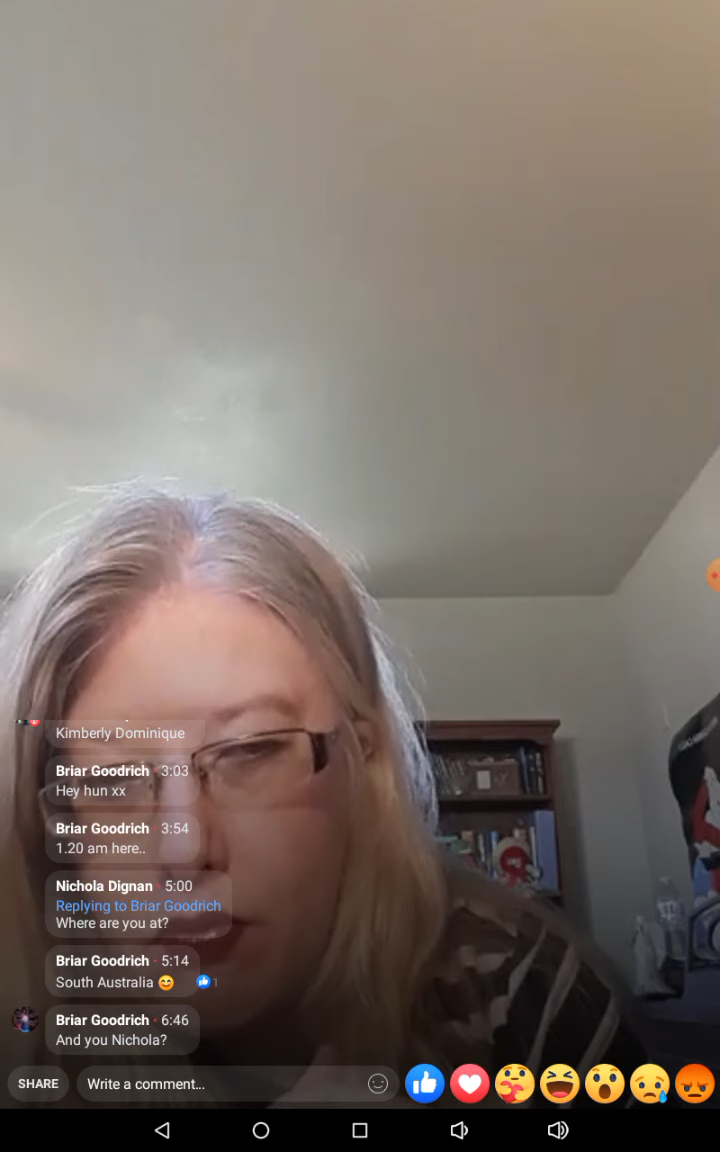 Kimberly Dominique
Briar Goodrich · 3:03
Hey hun xx
Briar Goodrich · 3:54
1.20 am here..
Nichola Dignan · 5:00
Replying to Briar Goodrich
Where are you at?
Briar Goodrich · 5:14
South Australia 😊 1
Briar Goodrich · 6:46
And you Nichola?
SHARE
Write a comment...